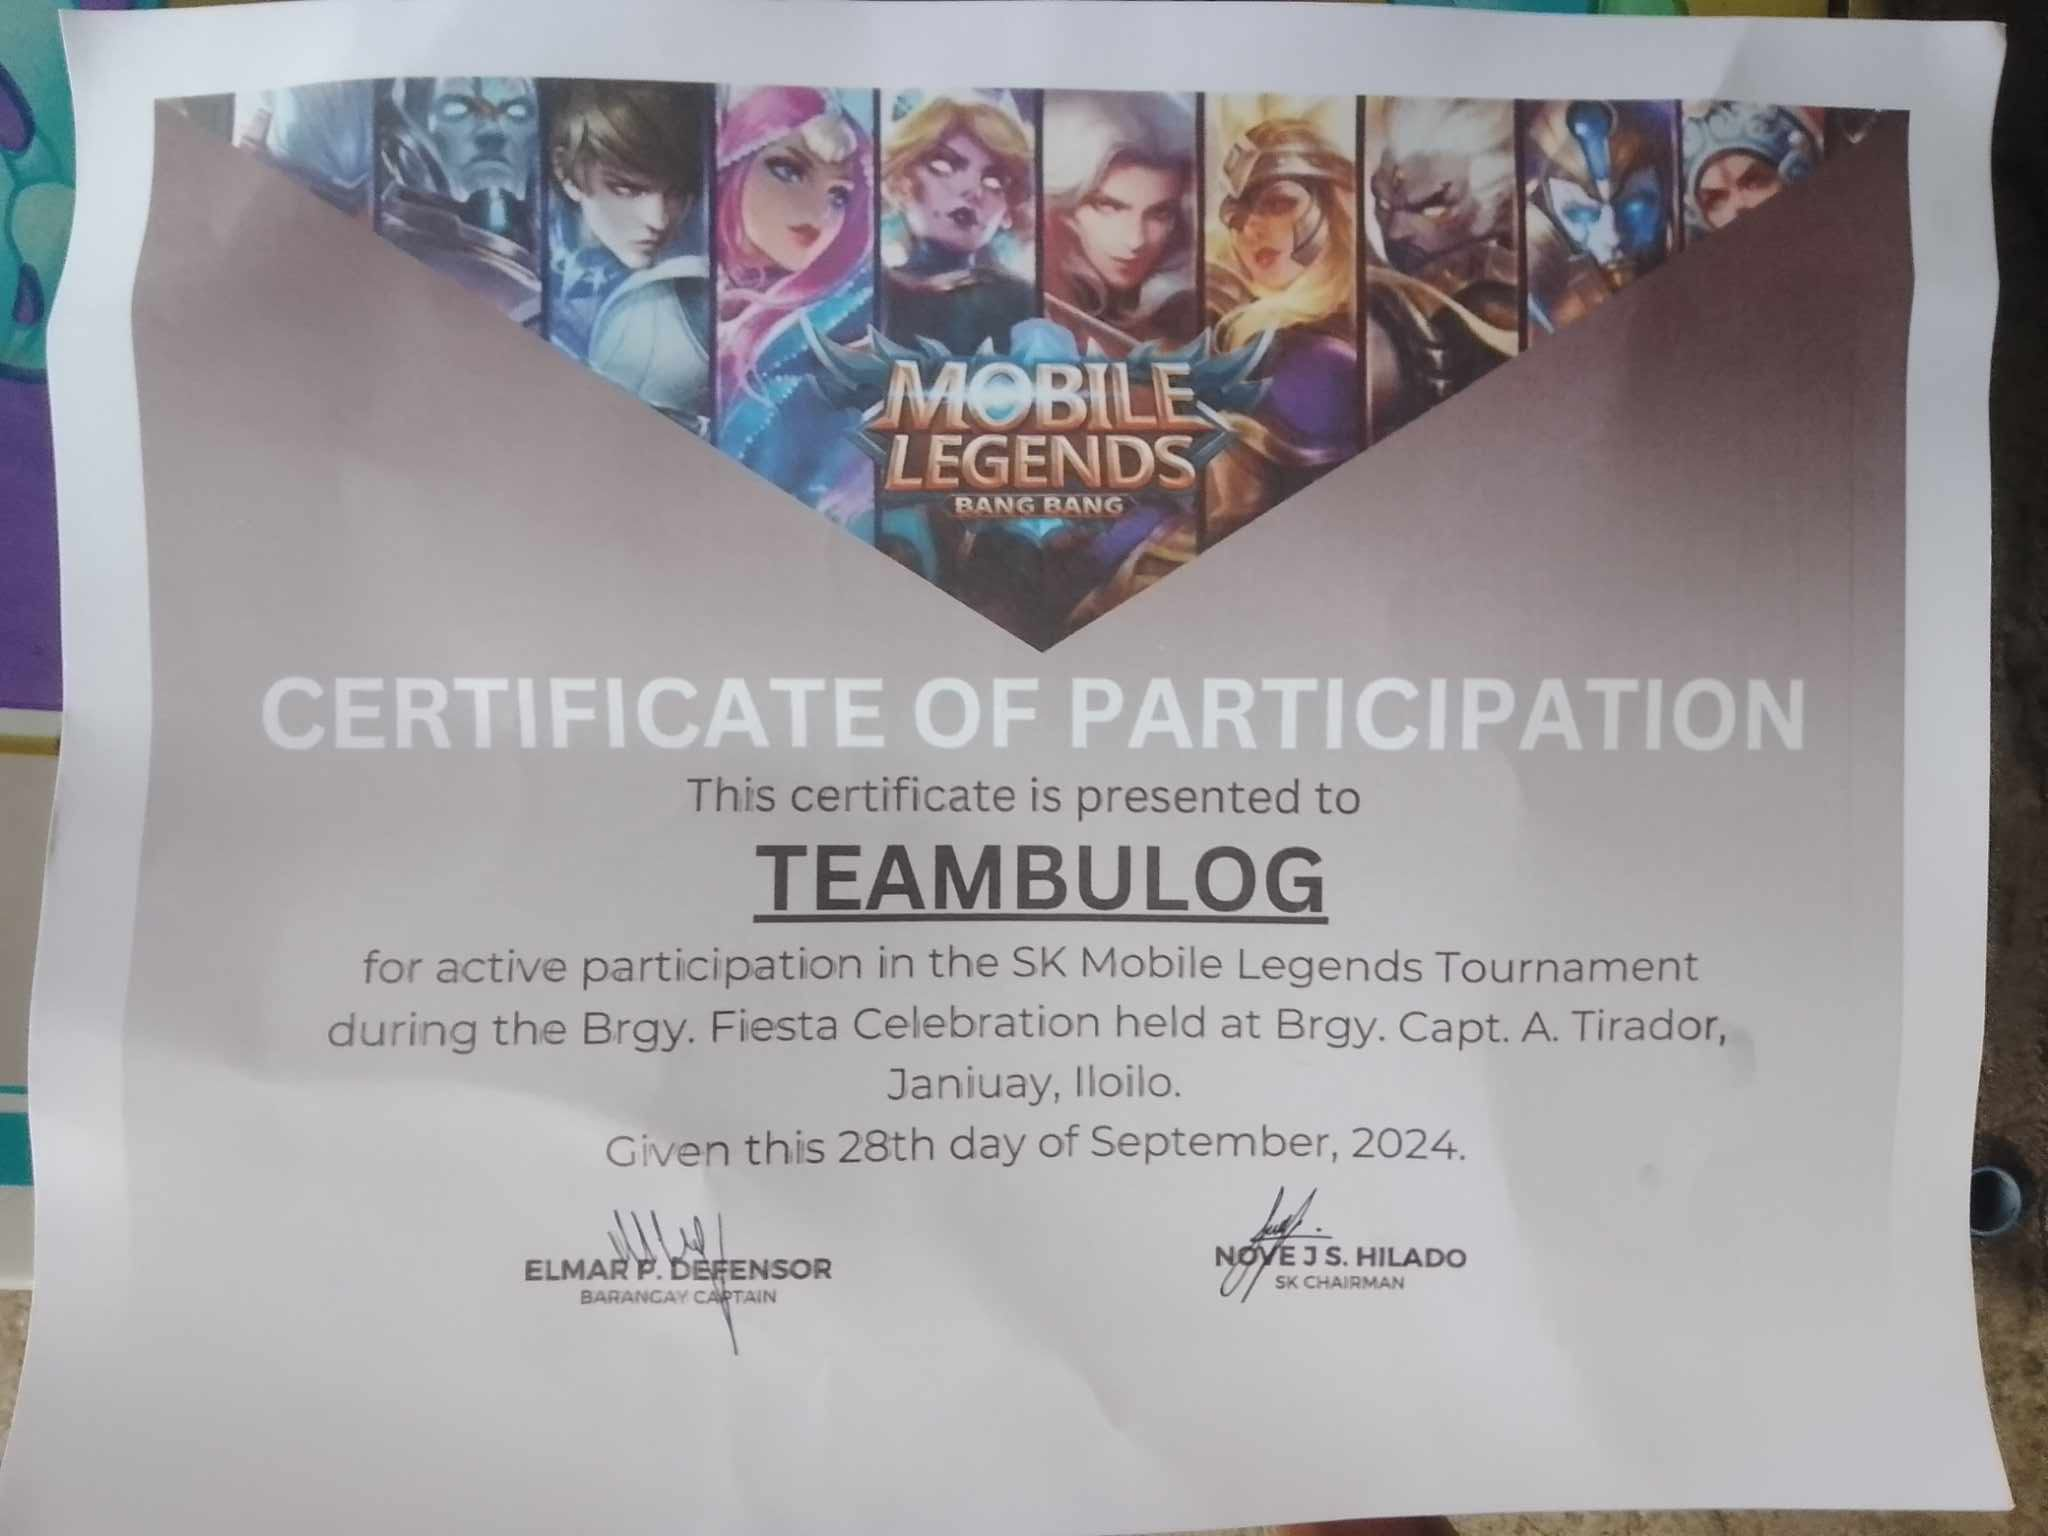 MOBILE
LEGENDS
BANG BANG
CERTIFICATE OF PARTICIPATION
This certificate is presented to
TEAMBULOG
for active participation in the SK Mobile Legends Tournament
during the Brgy. Fiesta Celebration held at Brgy. Capt. A. Tirador,
Janiuay, Iloilo.
Given this 28th day of September, 2024.
ELMAR P. DEFENSOR
BARANGAY CAPTAIN
NOVE J S. HILADO
SK CHAIRMAN